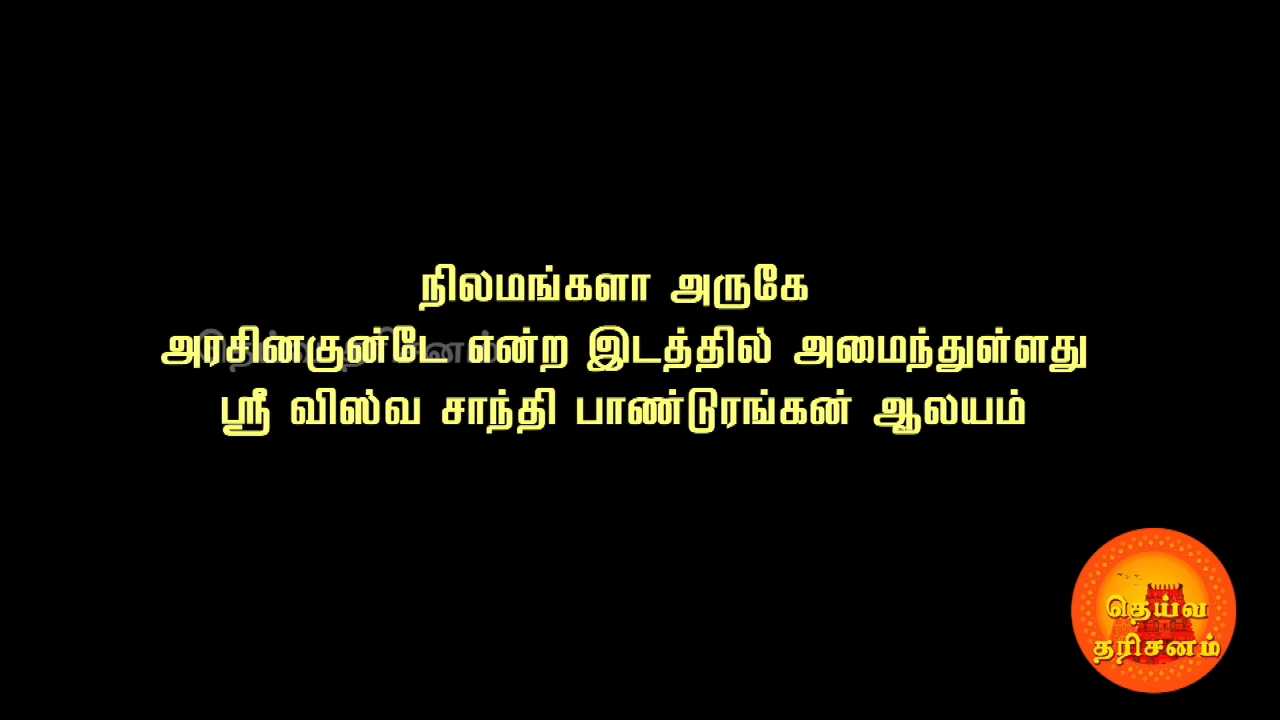 நிலமங்களா அருகே
அரசினகுன்டே என்ற இடத்தில் அமைந்துள்ளது
ஸ்ரீ விஸ்வ சாந்தி பாண்டுரங்கன் ஆலயம்
தெய்வ
தரிசனம்